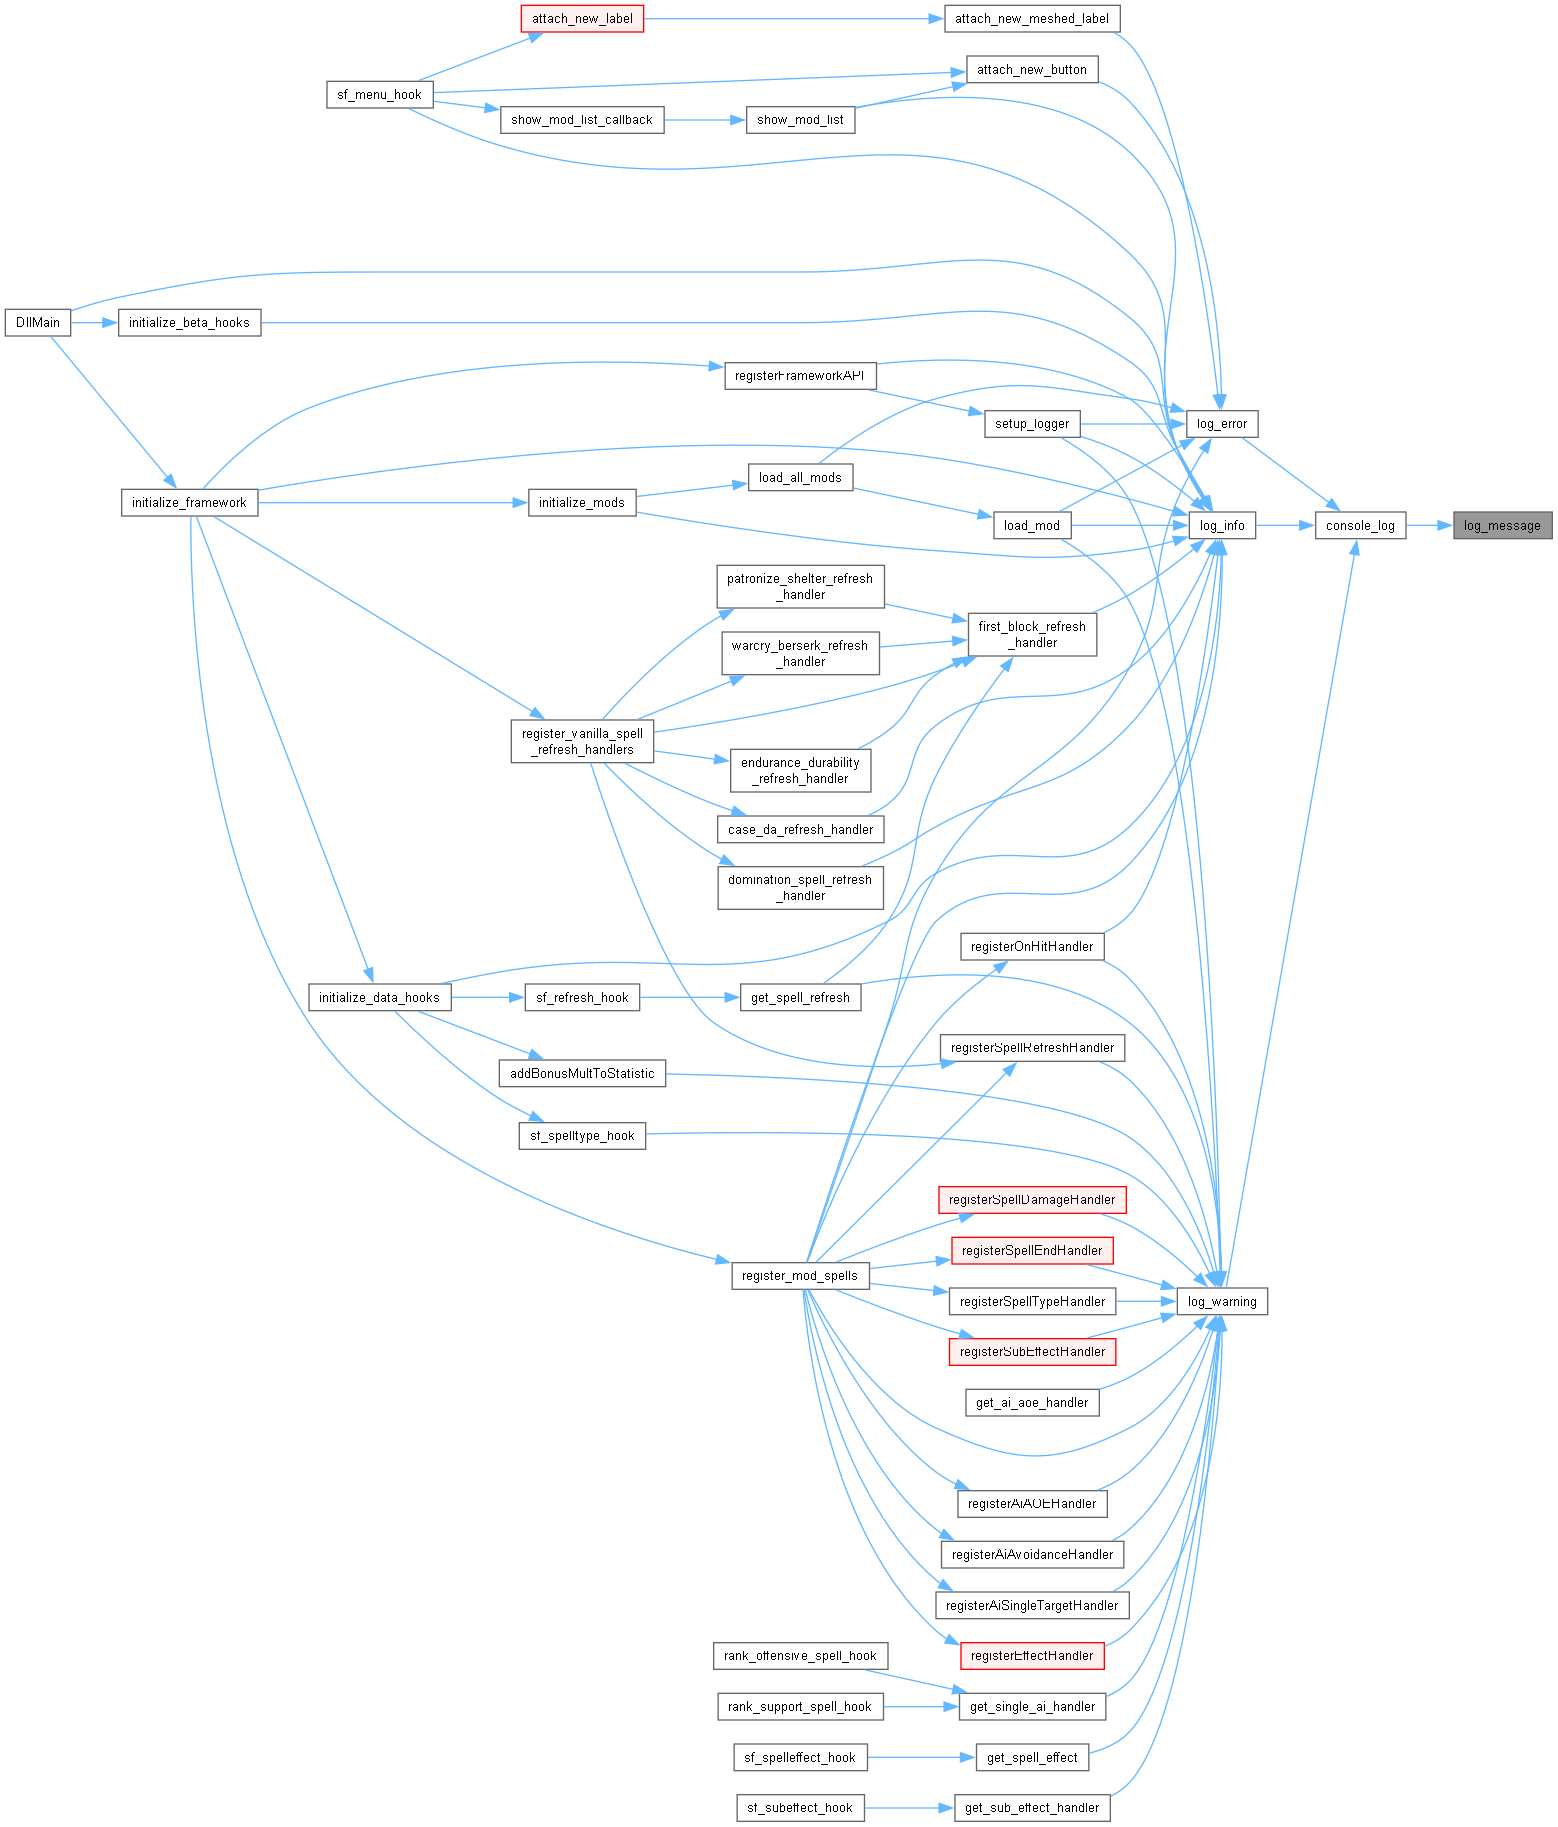 attach_new_label
attach_new_meshed_label
attach_new_button
sf_menu_hook
show_mod_list_callback
show_mod_list
DllMain
initialize_beta_hooks
registerFrameworkAPI
setup_logger
log_error
load_all_mods
initialize_framework
initialize_mods
load_mod
log_info
console_log
log_message
patronize_shelter_refresh
_handler
first_block_refresh
_handler
warcry_berserk_refresh
_handler
register_vanilla_spell
_refresh_handlers
endurance_durability
_refresh_handler
case_da_refresh_handler
domination_spell_refresh
_handler
registerOnHitHandler
initialize_data_hooks
sf_refresh_hook
get_spell_refresh
registerSpellRefreshHandler
addBonusMultToStatistic
sf_spelltype_hook
registerSpellDamageHandler
registerSpellEndHandler
register_mod_spells
registerSpellTypeHandler
log_warning
registerSubEffectHandler
get_ai_aoe_handler
registerAiAOEHandler
registerAiAvoidanceHandler
registerAiSingleTargetHandler
rank_offensive_spell_hook
registerEffectHandler
rank_support_spell_hook
get_single_ai_handler
sf_spelleffect_hook
get_spell_effect
sf_subeffect_hook
get_sub_effect_handler